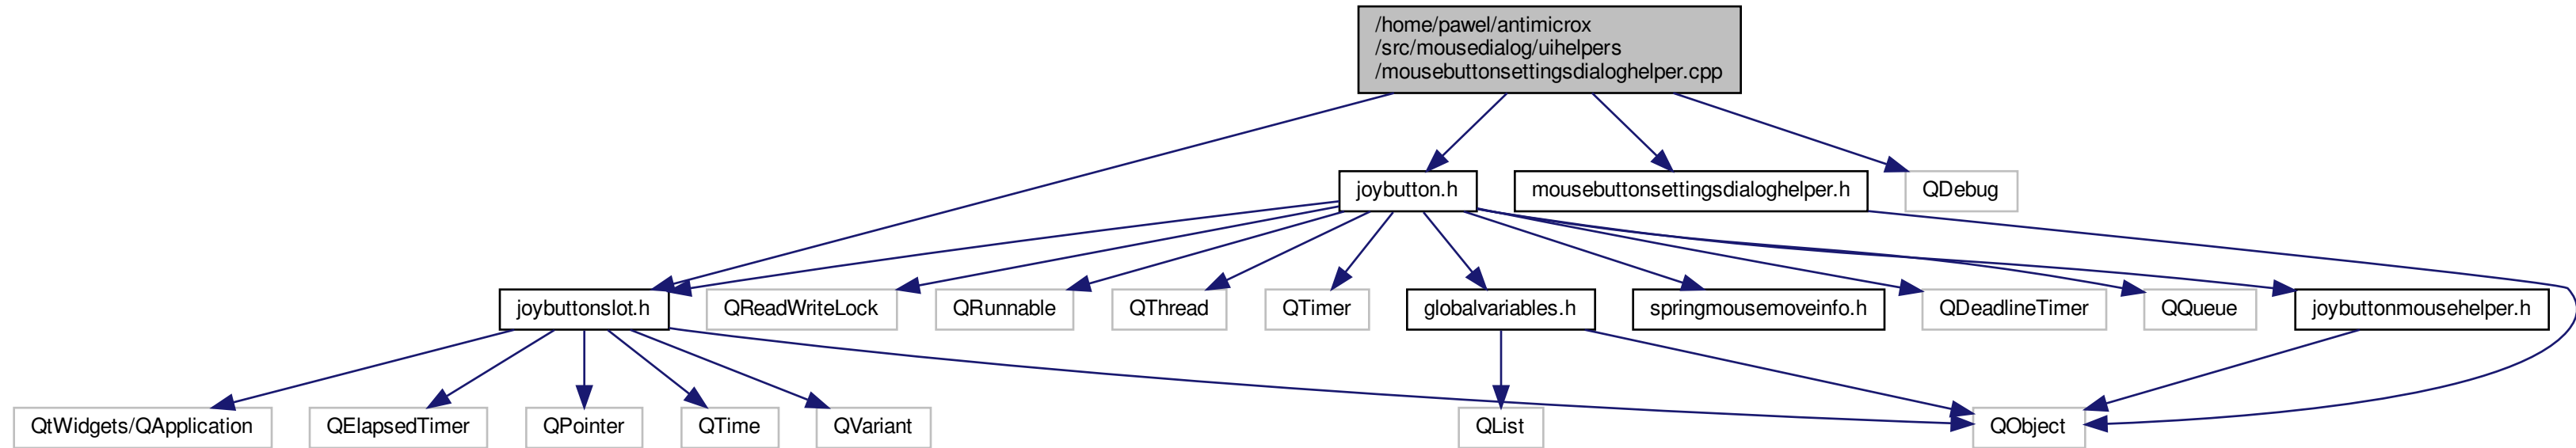 /home/pawel/antimicrox
/src/mousedialog/uihelpers
/mousebuttonsettingsdialoghelper.cpp
joybutton.h
mousebuttonsettingsdialoghelper.h
QDebug
joybuttonslot.h
QReadWriteLock
QRunnable
QThread
QTimer
globalvariables.h
springmousemoveinfo.h
QDeadlineTimer
QQueue
joybuttonmousehelper.h
QtWidgets/QApplication
QElapsedTimer
QPointer
QTime
QVariant
QList
QObject